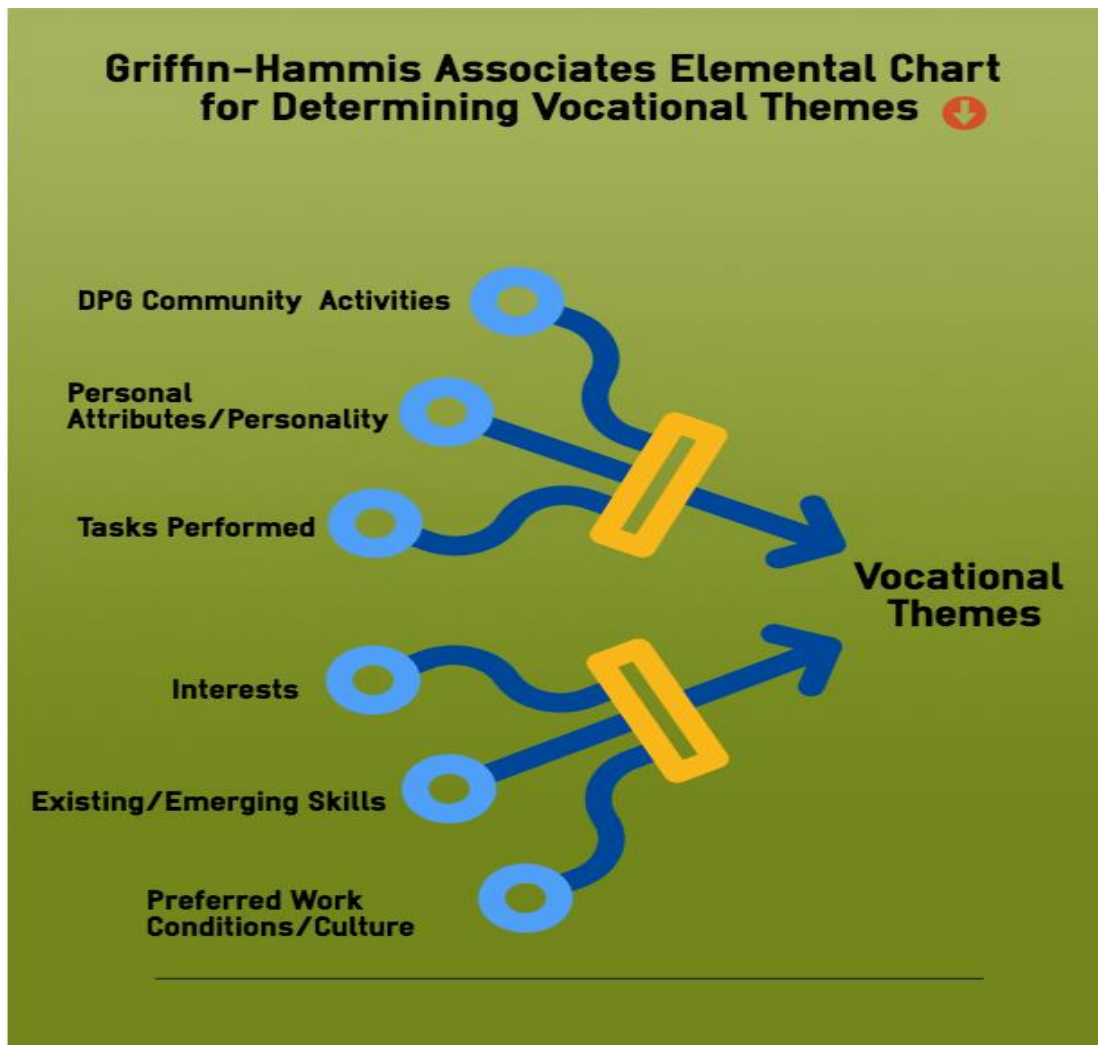 Griffin-Hammis Associates Elemental Chart
for Determining Vocational Themes
DPG Community Activities
Personal
Attributes/Personality
Tasks Performed
Vocational
Themes
Interests
Existing/Emerging Skills
Preferred Work
Conditions/Culture